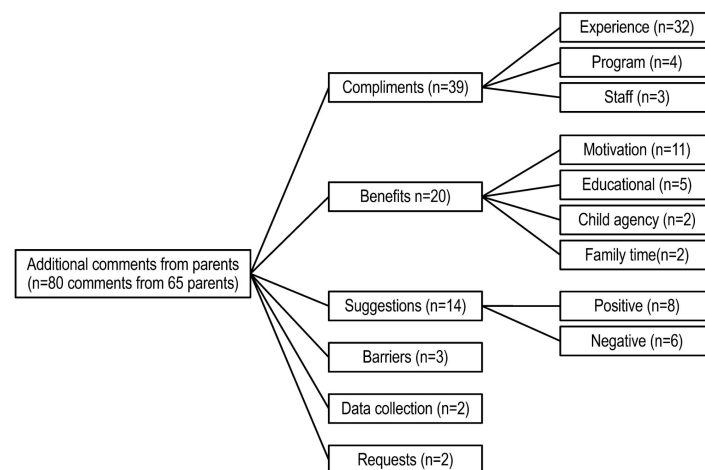 Experience (n=32)
Program (n=4)
Staff (n=3)
Compliments (n=39)
Motivation (n=11)
Educational (n=5)
Child agency (n=2)
Family time(n=2)
Benefits n=20)
Additional comments from parents
(n=80 comments from 65 parents)
Suggestions (n=14)
Positive (n=8)
Negative (n=6)
Barriers (n=3)
Data collection (n=2)
Requests (n=2)